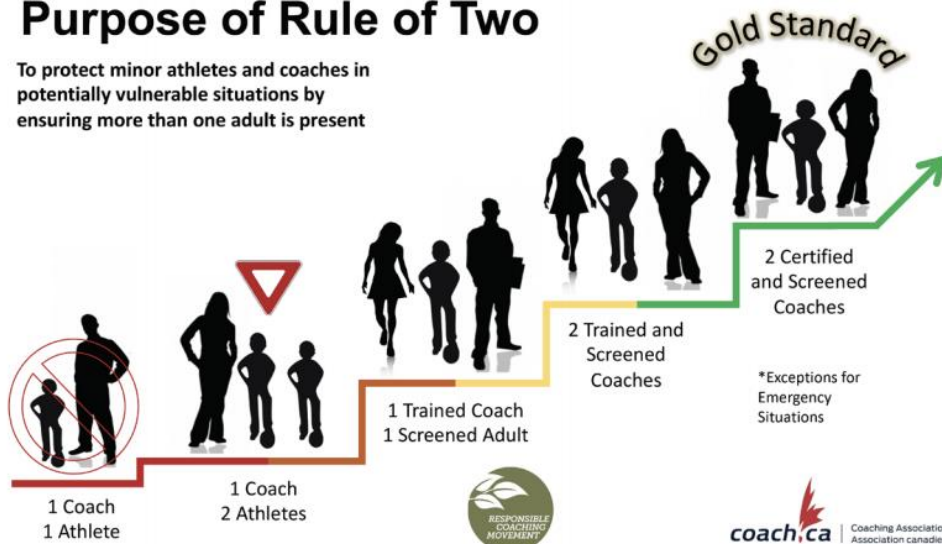 Purpose of Rule of Two
To protect minor athletes and coaches in
potentially vulnerable situations by
ensuring more than one adult is present
Gold Standard
2 Certified
and Screened
Coaches
2 Trained and
Screened
Coaches
*Exceptions for
Emergency
Situations
1 Trained Coach
1 Screened Adult
1 Coach
2 Athletes
1 Coach
1 Athlete
RESPONSIBLE
COACHING
MOVEMENT
coach.ca
Coaching Associatio
Association canadie